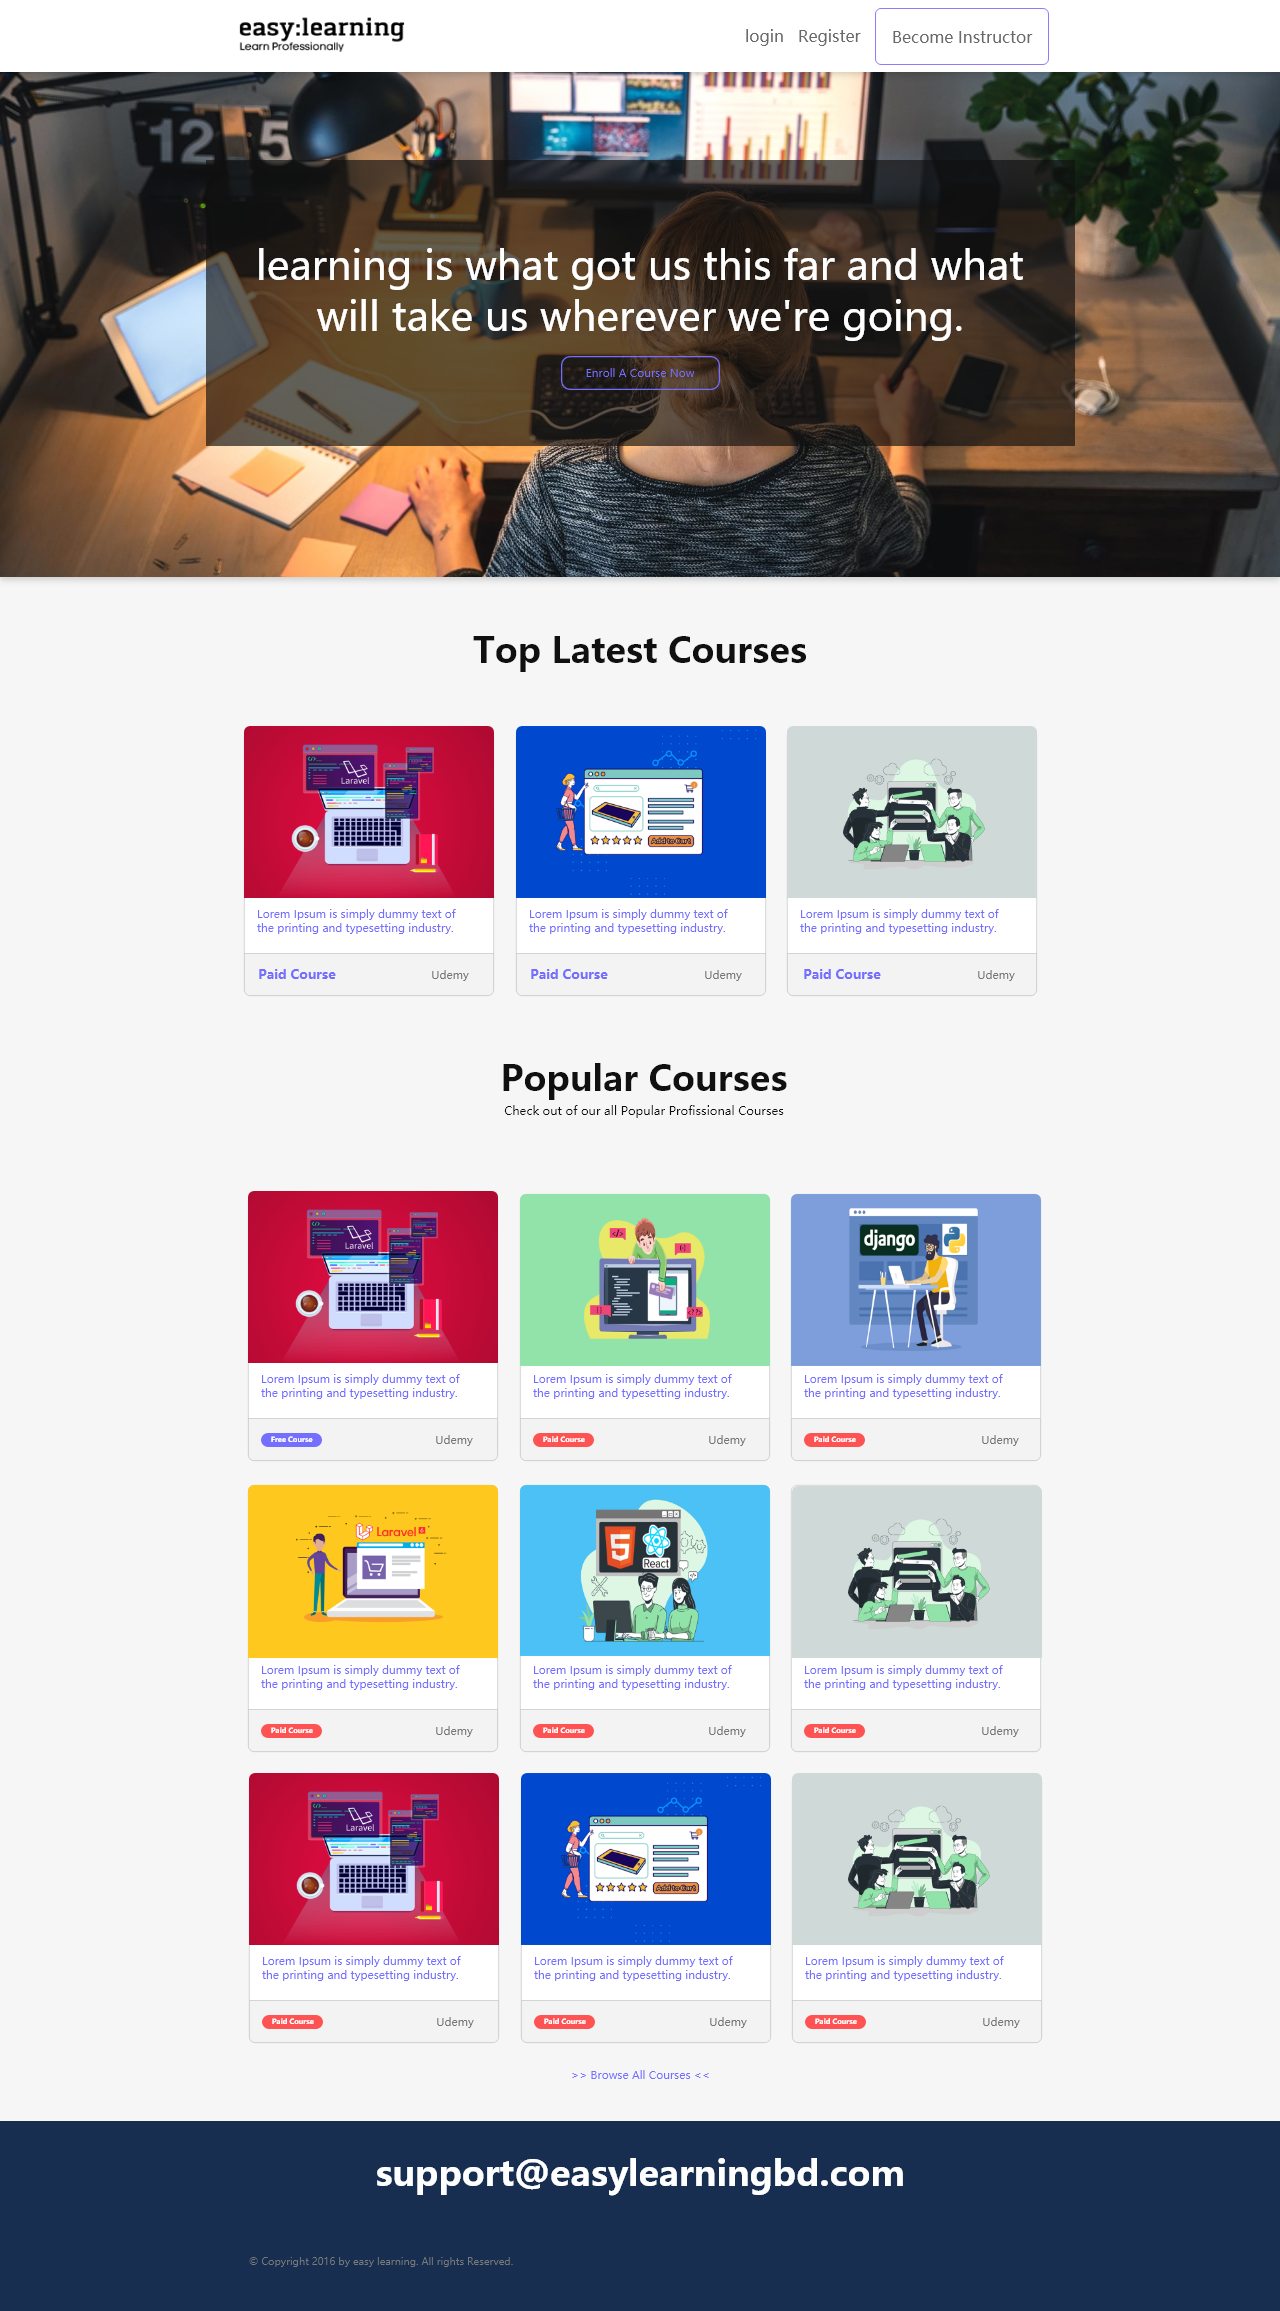 easy:learning
Learn Professionally
login Register Become Instructor
12 5
learning is what got us this far and what
will take us wherever we're going.
Enroll A Course Now
Top Latest Courses
Laravel
Add to Cart
Lorem Ipsum is simply dummy text of
the printing and typesetting industry.
Paid Course Udemy
Lorem Ipsum is simply dummy text of
the printing and typesetting industry.
Paid Course Udemy
Lorem Ipsum is simply dummy text of
the printing and typesetting industry.
Paid Course Udemy
Popular Courses
Check out of our all Popular Profissional Courses
Laravel
django
Lorem Ipsum is simply dummy text of
the printing and typesetting industry.
Free Course Udemy
Lorem Ipsum is simply dummy text of
the printing and typesetting industry.
Paid Course Udemy
Lorem Ipsum is simply dummy text of
the printing and typesetting industry.
Paid Course Udemy
Laravel 6
5
React
Lorem Ipsum is simply dummy text of
the printing and typesetting industry.
Paid Course Udemy
Lorem Ipsum is simply dummy text of
the printing and typesetting industry.
Paid Course Udemy
Lorem Ipsum is simply dummy text of
the printing and typesetting industry.
Paid Course Udemy
Laravel
Add to Cart
Lorem Ipsum is simply dummy text of
the printing and typesetting industry.
Paid Course Udemy
Lorem Ipsum is simply dummy text of
the printing and typesetting industry.
Paid Course Udemy
Lorem Ipsum is simply dummy text of
the printing and typesetting industry.
Paid Course Udemy
>> Browse All Courses <<
support@easylearningbd.com
© Copyright 2016 by easy learning. All rights Reserved.